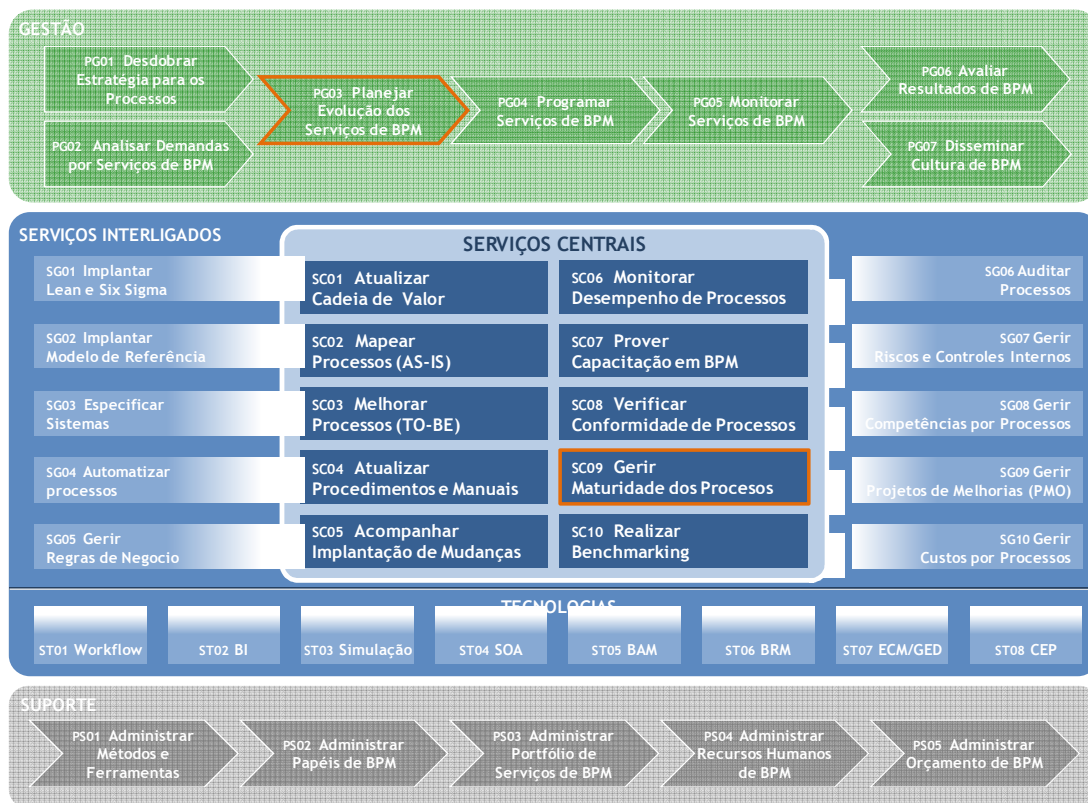 GESTÃO
PG01 Desdobrar
Estratégia para os
Processos
PG02 Analisar Demandas
por Serviços de BPM
PG03 Planejar
Evolução dos
Serviços de BPM
PG04 Programar
Serviços de BPM
PG05 Monitorar
Serviços de BPM
PG06 Avaliar
Resultados de BPM
PG07 Disseminar
Cultura de BPM
SERVIÇOS INTERLIGADOS
SG01 Implantar
Lean e Six Sigma
SG02 Implantar
Modelo de Referência
SG03 Especificar
Sistemas
SG04 Automatizar
processos
SG05 Gerir
Regras de Negocio
SERVIÇOS CENTRAIS
SC01 Atualizar
Cadeia de Valor
SC02 Mapear
Processos (AS-IS)
SC03 Melhorar
Processos (TO-BE)
SC04 Atualizar
Procedimentos e Manuais
SC05 Acompanhar
Implantação de Mudanças
SC06 Monitorar
Desempenho de Processos
SC07 Prover
Capacitação em BPM
SC08 Verificar
Conformidade de Processos
SC09 Gerir
Maturidade dos Procesos
SC10 Realizar
Benchmarking
SG06 Auditar
Processos
SG07 Gerir
Riscos e Controles Internos
SG08 Gerir
Competências por Processos
SG09 Gerir
Projetos de Melhorias (PMO)
SG10 Gerir
Custos por Processos
TECNOLOGIAS
ST01 Workflow
ST02 BI
ST03 Simulação
ST04 SOA
ST05 BAM
ST06 BRM
ST07 ECM/GED
ST08 CEP
SUPORTE
PS01 Administrar
Métodos e
Ferramentas
PS02 Administrar
Papéis de BPM
PS03 Administrar
Portfólio de
Serviços de BPM
PS04 Administrar
Recursos Humanos
de BPM
PS05 Administrar
Orçamento de BPM